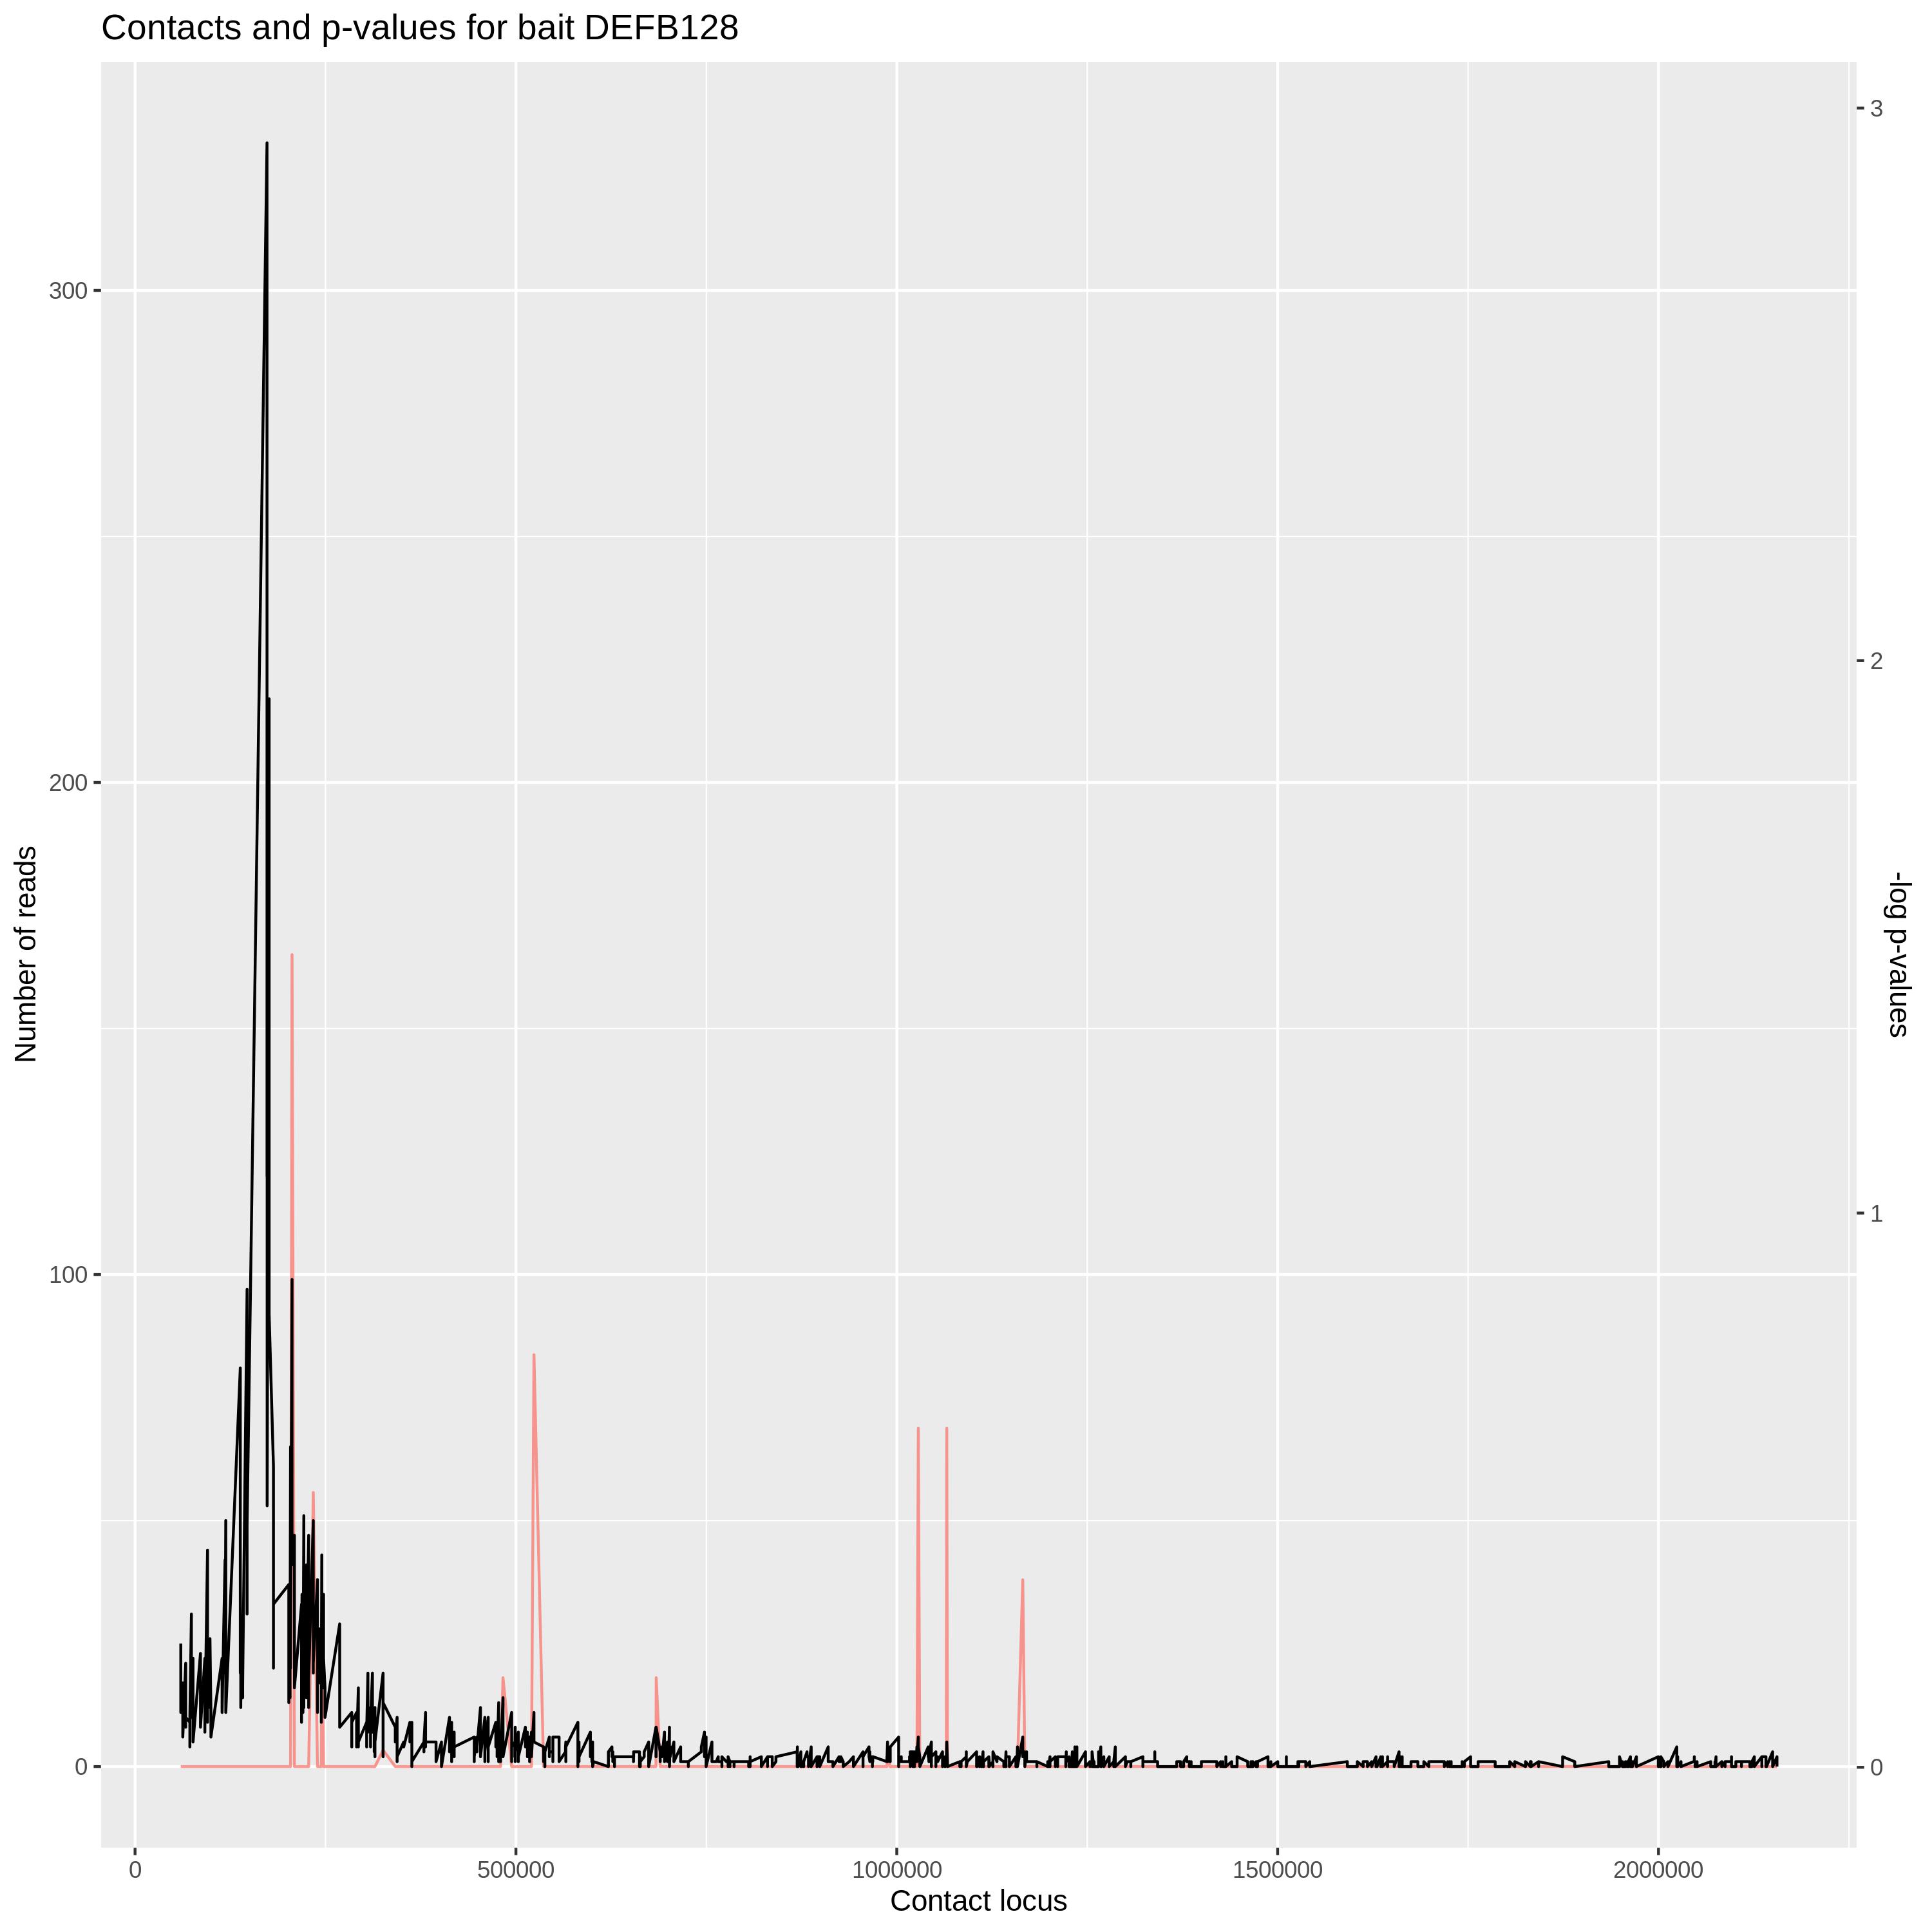 Contacts and p-values for bait DEFB128
Number of reads
300
200
100
0
3
2
1
0
-log p-values
0 500000 1000000 1500000 2000000
Contact locus